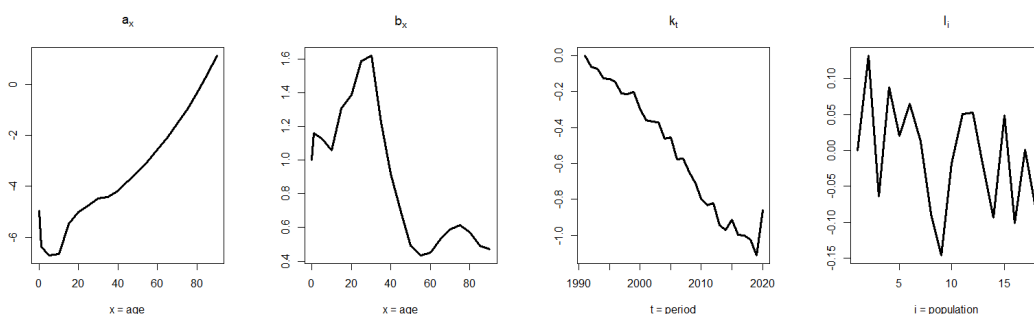 aₓ
0
-2
-4
-6
0 20 40 60 80
x = age
bₓ
1.6
1.4
1.2
1.0
0.8
0.6
0.4
0 20 40 60 80
x = age
kₜ
0.0
-0.2
-0.4
-0.6
-0.8
-1.0
1990 2000 2010 2020
t = period
Iᵢ
0.10
0.05
0.00
-0.05
-0.10
-0.15
5 10 15
i = population